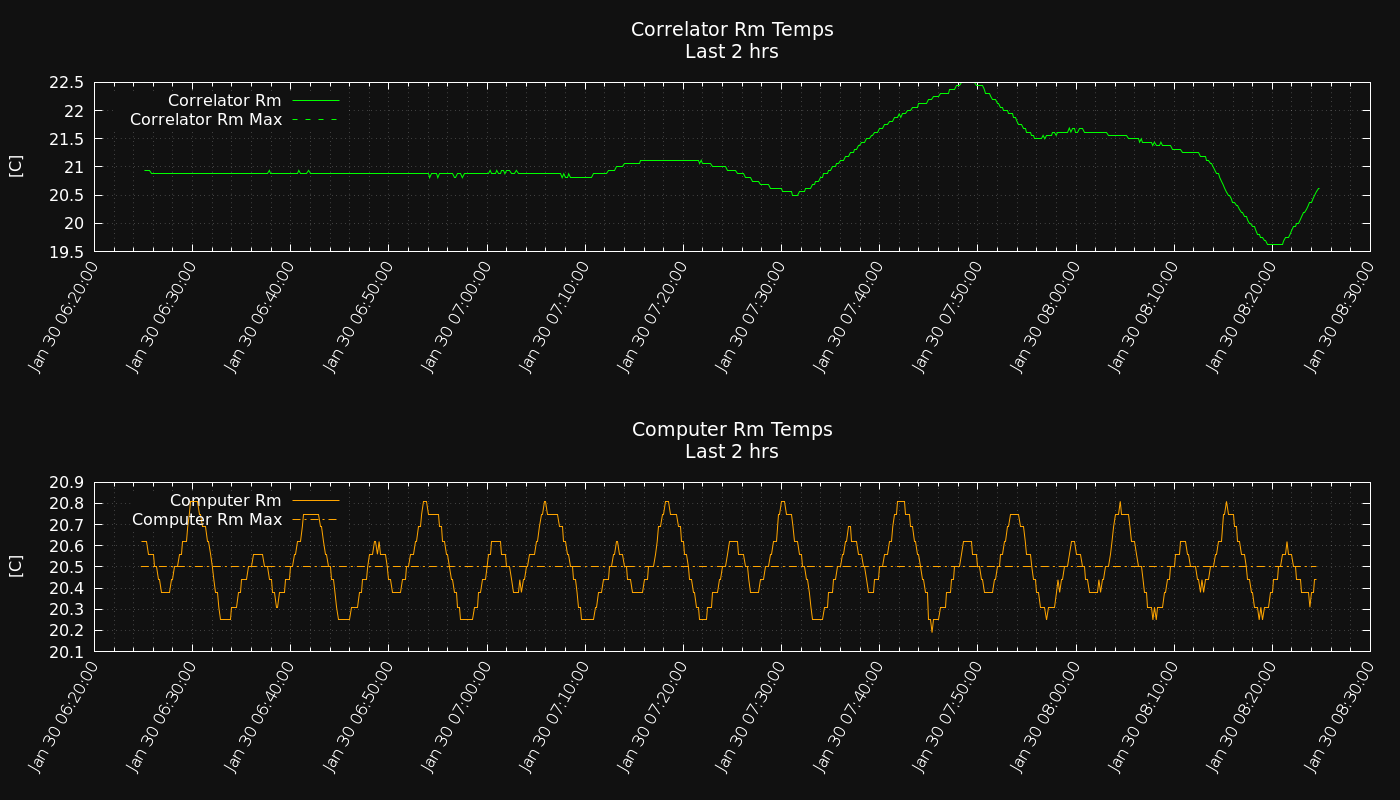 Correlator Rm Temps
Last 2 hrs
22.5
22
21.5
21
20.5
20
19.5
[C]
Correlator Rm
Correlator Rm Max
Jan 30 06:20:00
Jan 30 06:30:00
Jan 30 06:40:00
Jan 30 06:50:00
Jan 30 07:00:00
Jan 30 07:10:00
Jan 30 07:20:00
Jan 30 07:30:00
Jan 30 07:40:00
Jan 30 07:50:00
Jan 30 08:00:00
Jan 30 08:10:00
Jan 30 08:20:00
Jan 30 08:30:00
Computer Rm Temps
Last 2 hrs
20.9
20.8
20.7
20.6
20.5
20.4
20.3
20.2
20.1
[C]
Computer Rm
Computer Rm Max
Jan 30 06:20:00
Jan 30 06:30:00
Jan 30 06:40:00
Jan 30 06:50:00
Jan 30 07:00:00
Jan 30 07:10:00
Jan 30 07:20:00
Jan 30 07:30:00
Jan 30 07:40:00
Jan 30 07:50:00
Jan 30 08:00:00
Jan 30 08:10:00
Jan 30 08:20:00
Jan 30 08:30:00